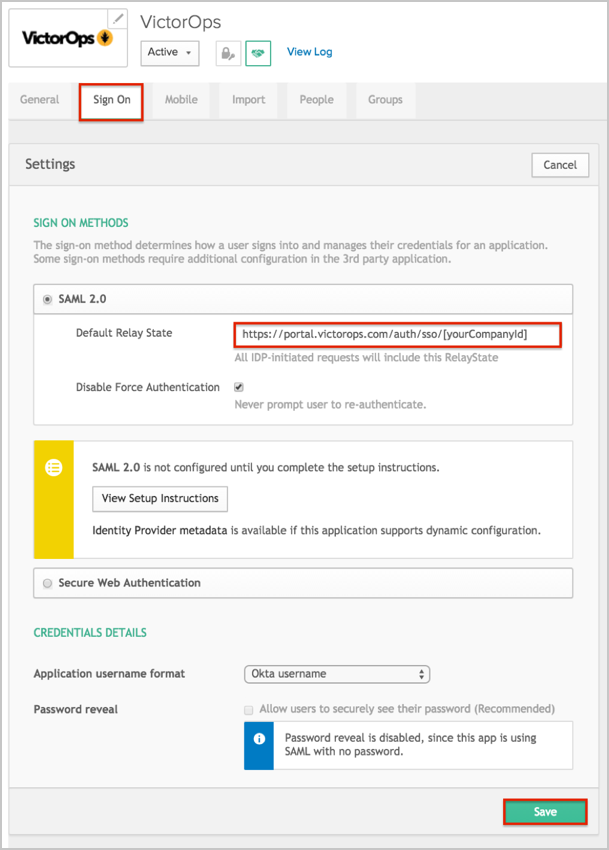 VictorOps
VictorOps
Active
View Log
General
Sign On
Mobile
Import
People
Groups
Settings
Cancel
SIGN ON METHODS
The sign-on method determines how a user signs into and manages their credentials for an application.
Some sign-on methods require additional configuration in the 3rd party application.
SAML 2.0
Default Relay State
https://portal.victorops.com/auth/sso/[yourCompanyId]
All IDP-initiated requests will include this RelayState
Disable Force Authentication
Never prompt user to re-authenticate.
SAML 2.0 is not configured until you complete the setup instructions.
View Setup Instructions
Identity Provider metadata is available if this application supports dynamic configuration.
Secure Web Authentication
CREDENTIALS DETAILS
Application username format
Okta username
Password reveal
Allow users to securely see their password (Recommended)
Password reveal is disabled, since this app is using
SAML with no password.
Save